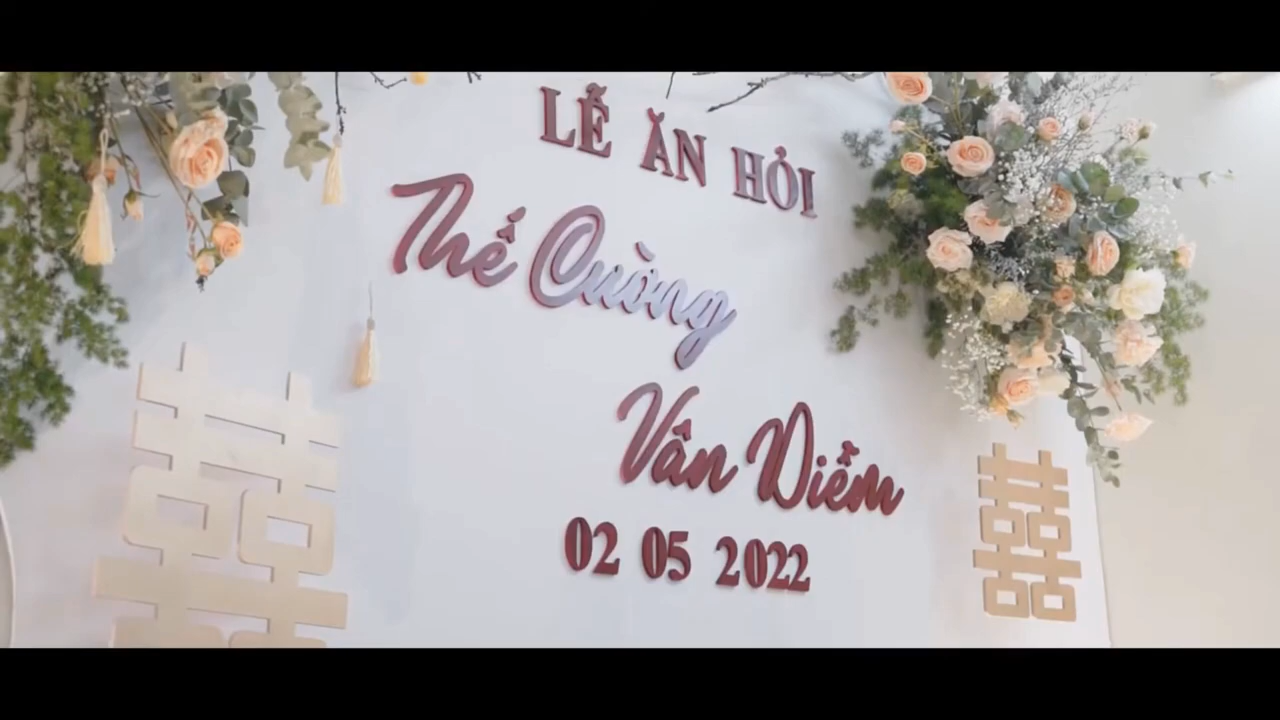 LỄ ĂN HỎI
Thế Cường
Vân Diễm
02 05 2022
囍
囍